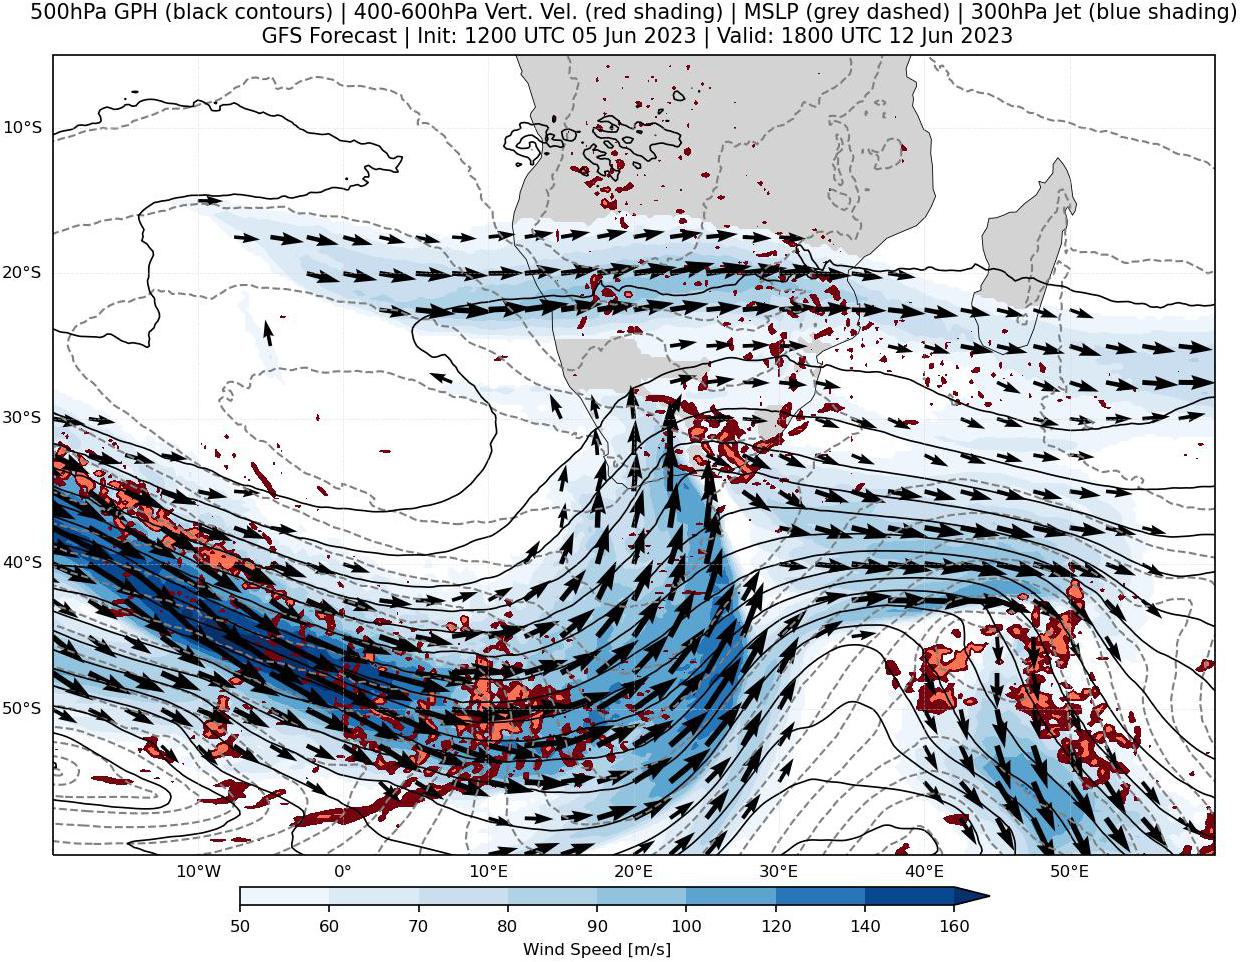 500hPa GPH (black contours) | 400-600hPa Vert. Vel. (red shading) | MSLP (grey dashed) | 300hPa Jet (blue shading)
GFS Forecast | Init: 1200 UTC 05 Jun 2023 | Valid: 1800 UTC 12 Jun 2023
10°S
20°S
30°S
40°S
50°S
10°W 0° 10°E 20°E 30°E 40°E 50°E
50 60 70 80 90 100 120 140 160
Wind Speed [m/s]